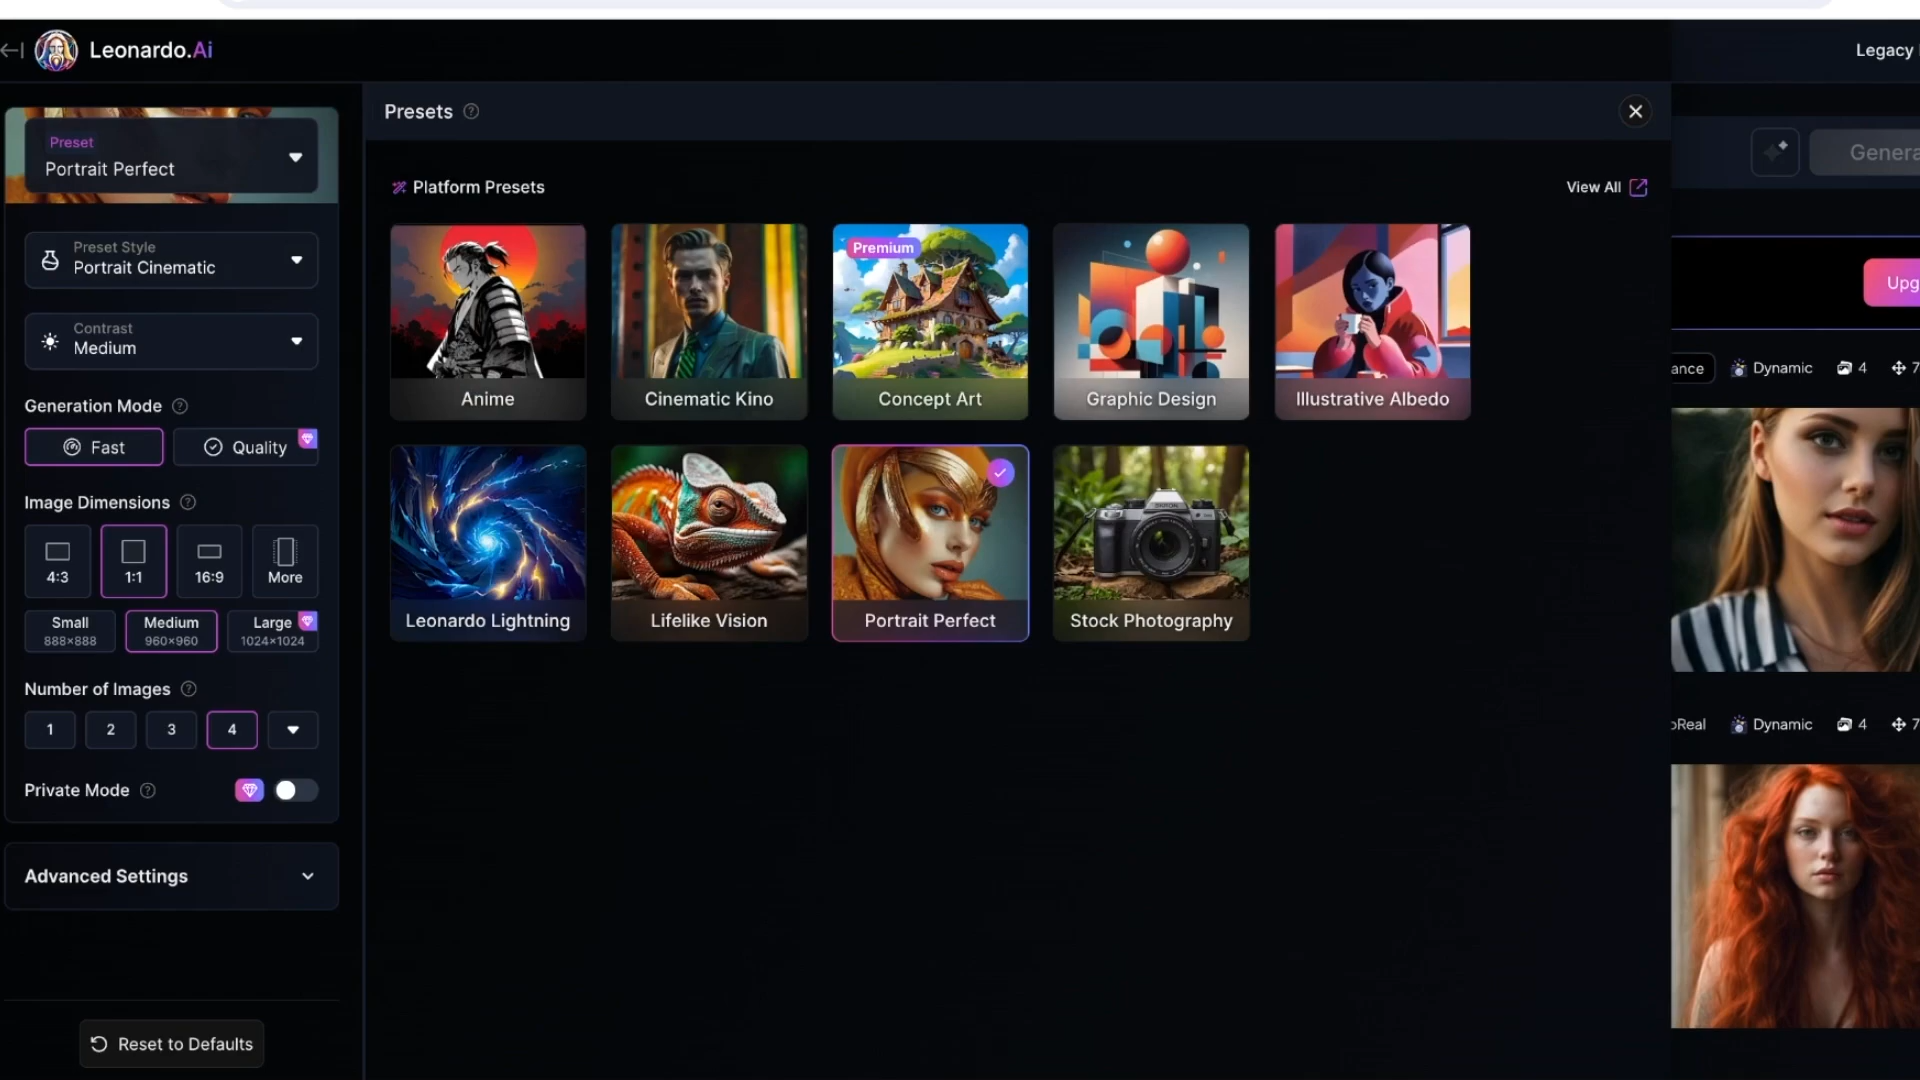 Leonardo.Ai
Legacy
Preset
Portrait Perfect
Preset Style
Portrait Cinematic
Contrast
Medium
Generation Mode
Fast
Quality
Image Dimensions
4:3
1:1
16:9
More
Small
888×888
Medium
960×960
Large
1024×1024
Number of Images
1
2
3
4
Private Mode
Advanced Settings
Reset to Defaults
Presets
Platform Presets
View All
Premium
Anime
Cinematic Kino
Concept Art
Graphic Design
Illustrative Albedo
Leonardo Lightning
Lifelike Vision
Portrait Perfect
Stock Photography
Genera
Upg
ance
Dynamic
4
7
oReal
Dynamic
4
7